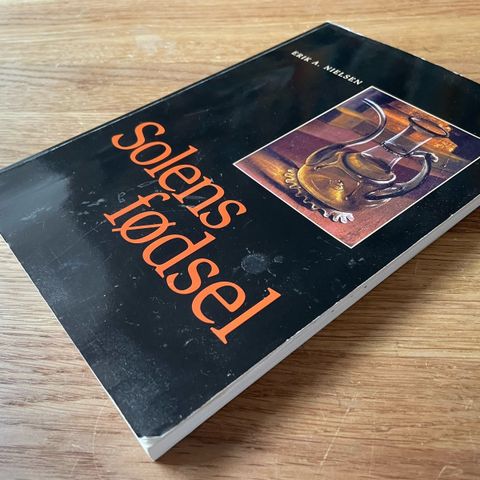 ERIK A. NIELSEN
Solens
fødsel